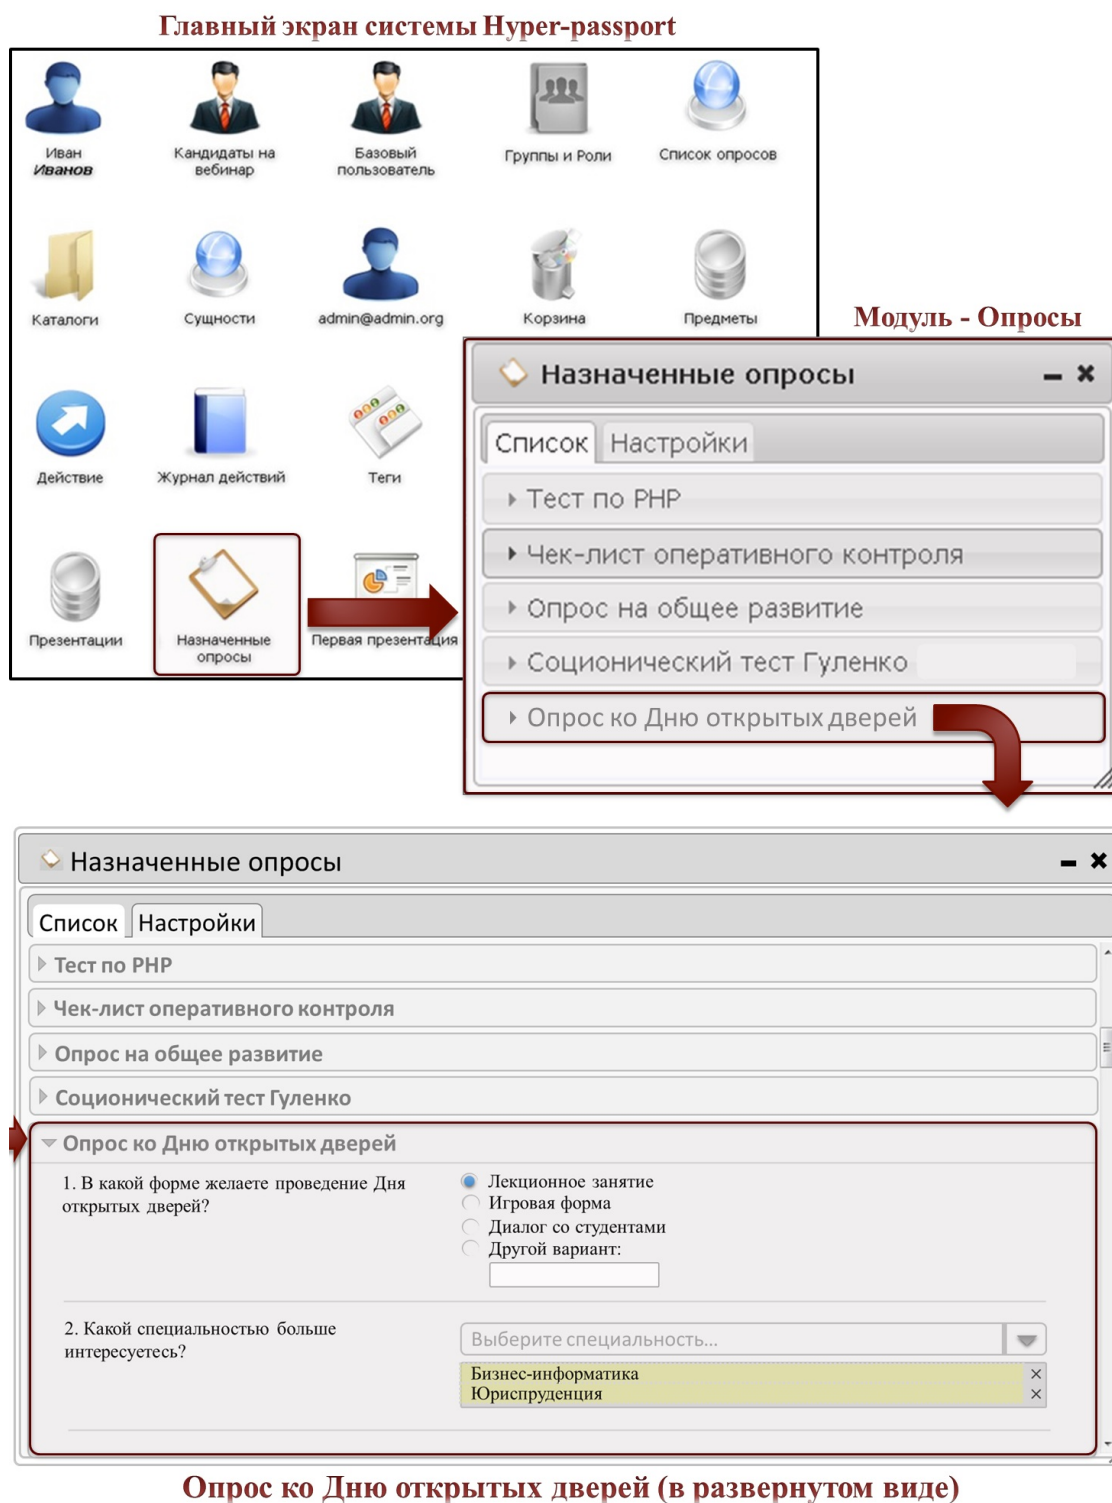 Главный экран системы Hyper-passport
Иван
Иванов
Кандидаты на
вебинар
Базовый
пользователь
Группы и Роли
Список опросов
Каталоги
Сущности
admin@admin.org
Корзина
Предметы
Действие
Журнал действий
Теги
Презентации
Назначенные
опросы
Первая презентация
Модуль - Опросы
Назначенные опросы
Список
Настройки
Тест по PHP
Чек-лист оперативного контроля
Опрос на общее развитие
Соционический тест Гуленко
Опрос ко Дню открытых дверей
Назначенные опросы
Список
Настройки
Тест по PHP
Чек-лист оперативного контроля
Опрос на общее развитие
Соционический тест Гуленко
Опрос ко Дню открытых дверей
1. В какой форме желаете проведение Дня
открытых дверей?
Лекционное занятие
Игровая форма
Диалог со студентами
Другой вариант:
2. Какой специальностью больше
интересуетесь?
Выберите специальность...
Бизнес-информатика
Юриспруденция
Опрос ко Дню открытых дверей (в развернутом виде)